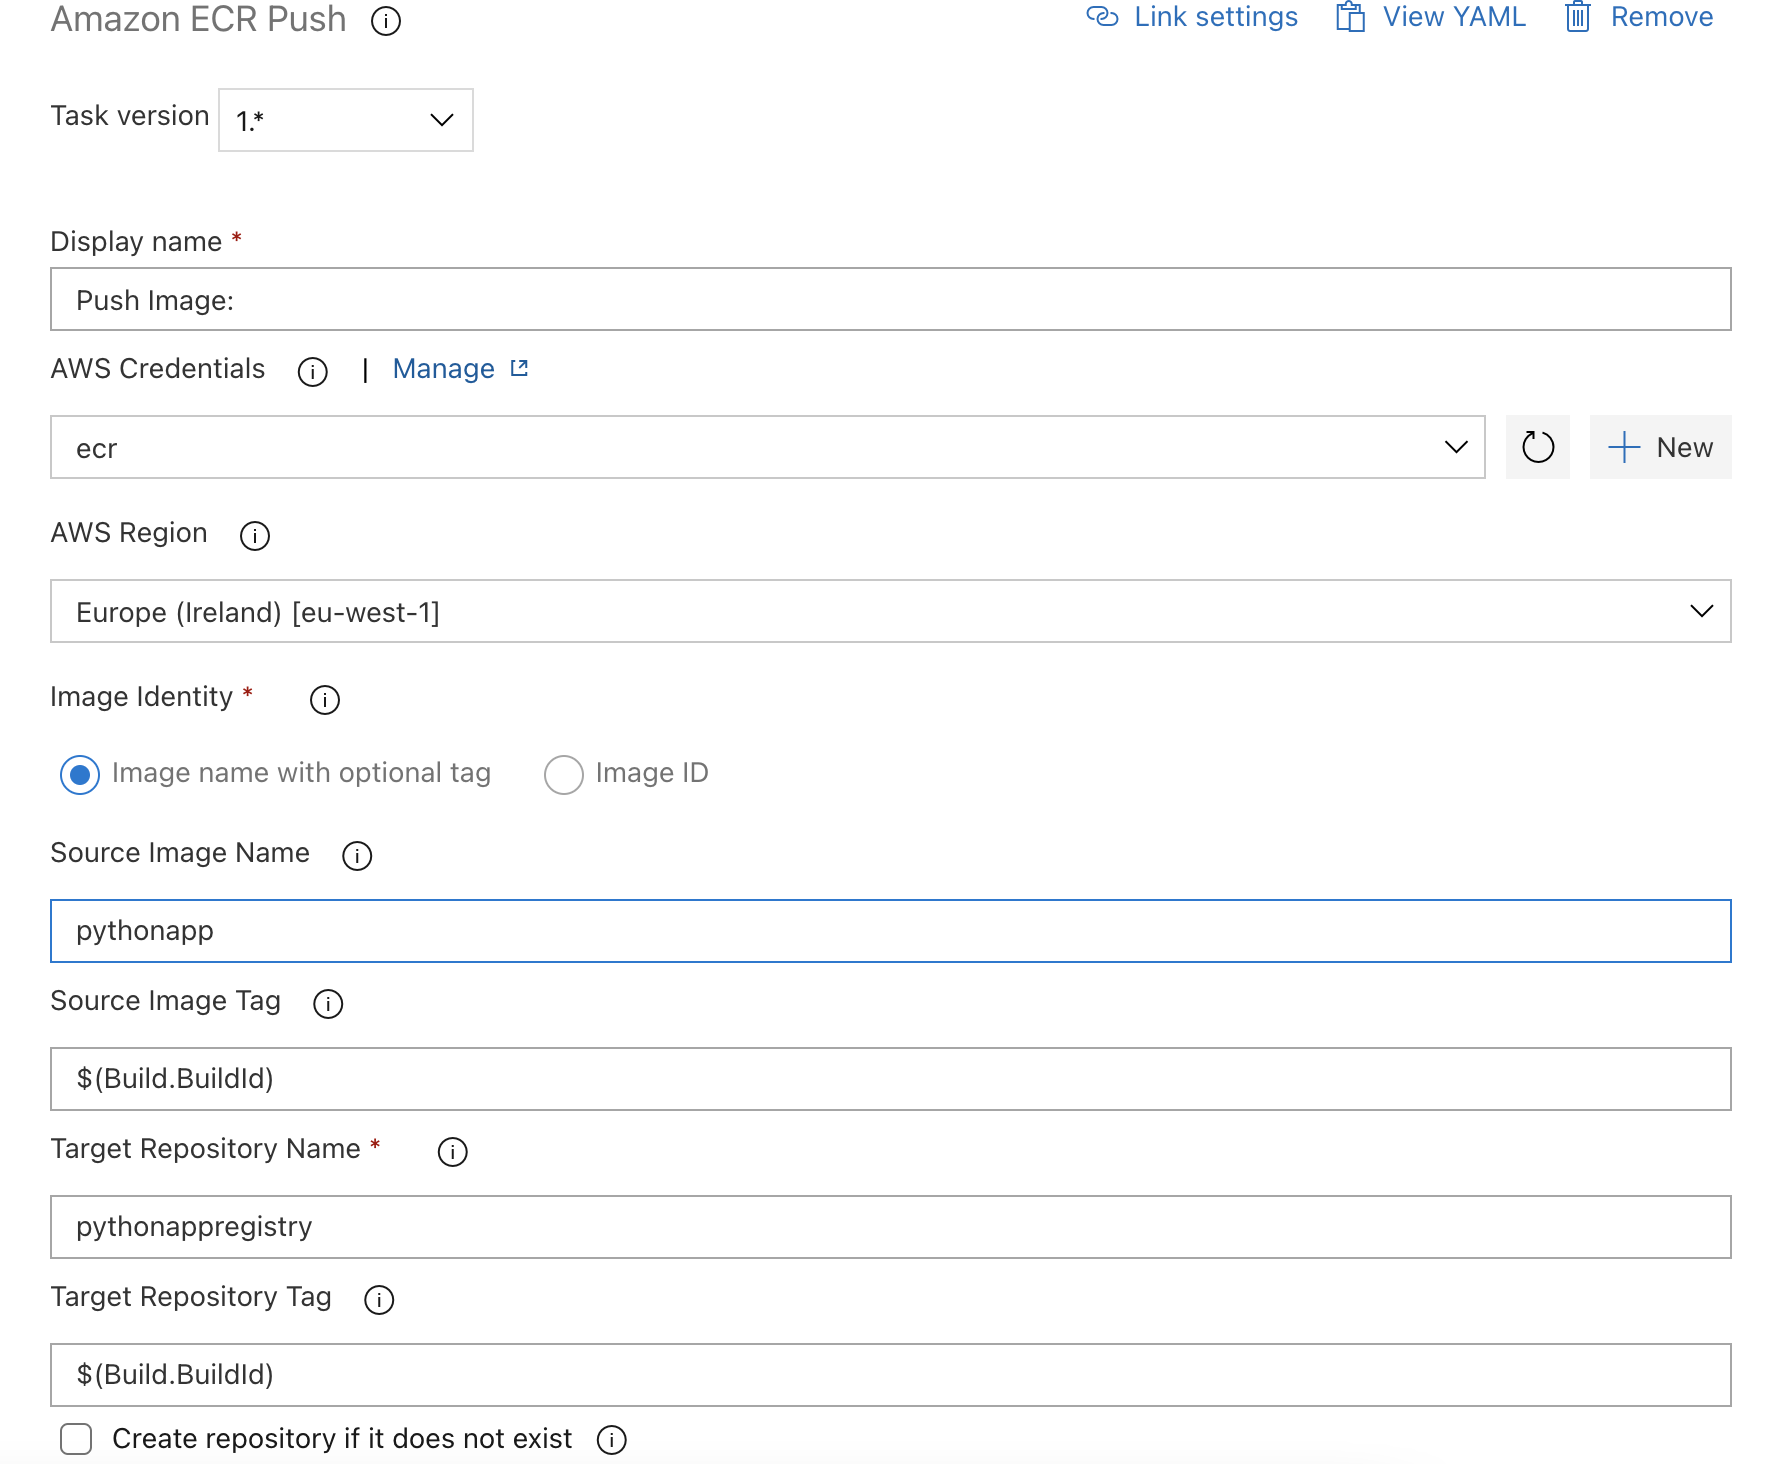 Amazon ECR Push
Link settings View YAML Remove
Task version 1.*
Display name *
Push Image:
AWS Credentials | Manage
ecr
New
AWS Region
Europe (Ireland) [eu-west-1]
Image Identity *
Image name with optional tag Image ID
Source Image Name
pythonapp
Source Image Tag
$(Build.BuildId)
Target Repository Name *
pythonappregistry
Target Repository Tag
$(Build.BuildId)
Create repository if it does not exist